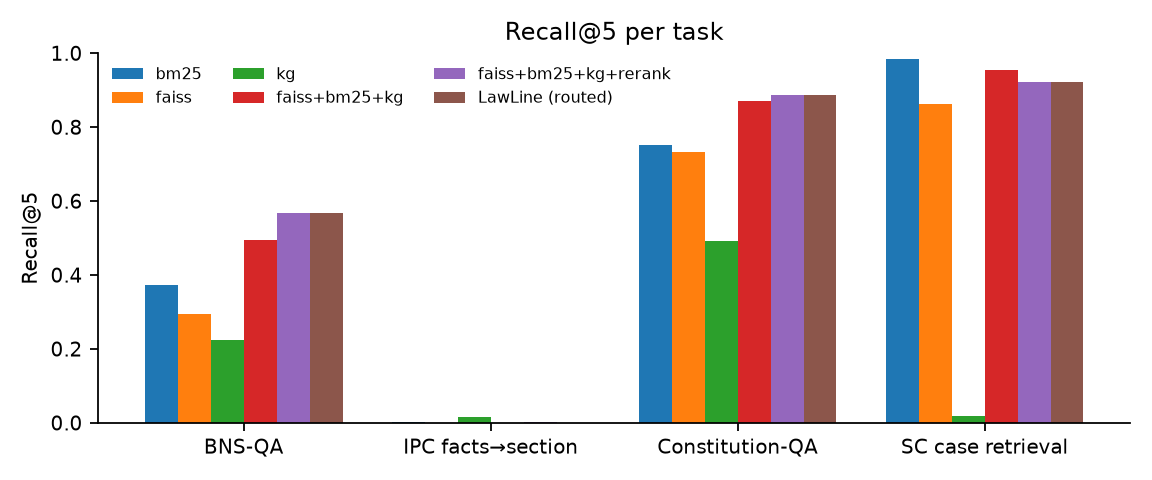 Recall@5 per task
bm25
faiss
kg
faiss+bm25+kg
faiss+bm25+kg+rerank
LawLine (routed)
Recall@5
1.0
0.8
0.6
0.4
0.2
0.0
BNS-QA
IPC facts→section
Constitution-QA
SC case retrieval